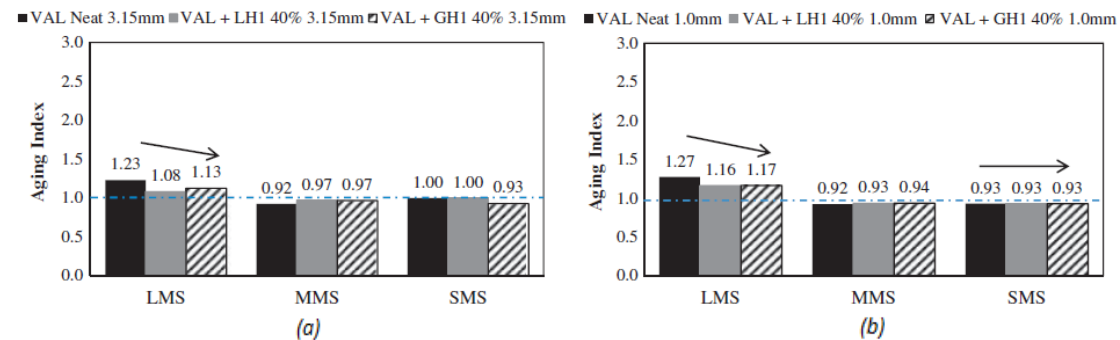 VAL Neat 3.15mm VAL + LH1 40% 3.15mm VAL + GH1 40% 3.15mm
3.0
2.5
2.0
1.5
1.0
0.5
0.0
Aging Index
1.23 1.08 1.13
0.92 0.97 0.97
1.00 1.00 0.93
LMS MMS SMS
(a)
VAL Neat 1.0mm VAL + LH1 40% 1.0mm VAL + GH1 40% 1.0mm
3.0
2.5
2.0
1.5
1.0
0.5
0.0
Aging Index
1.27 1.16 1.17
0.92 0.93 0.94
0.93 0.93 0.93
LMS MMS SMS
(b)